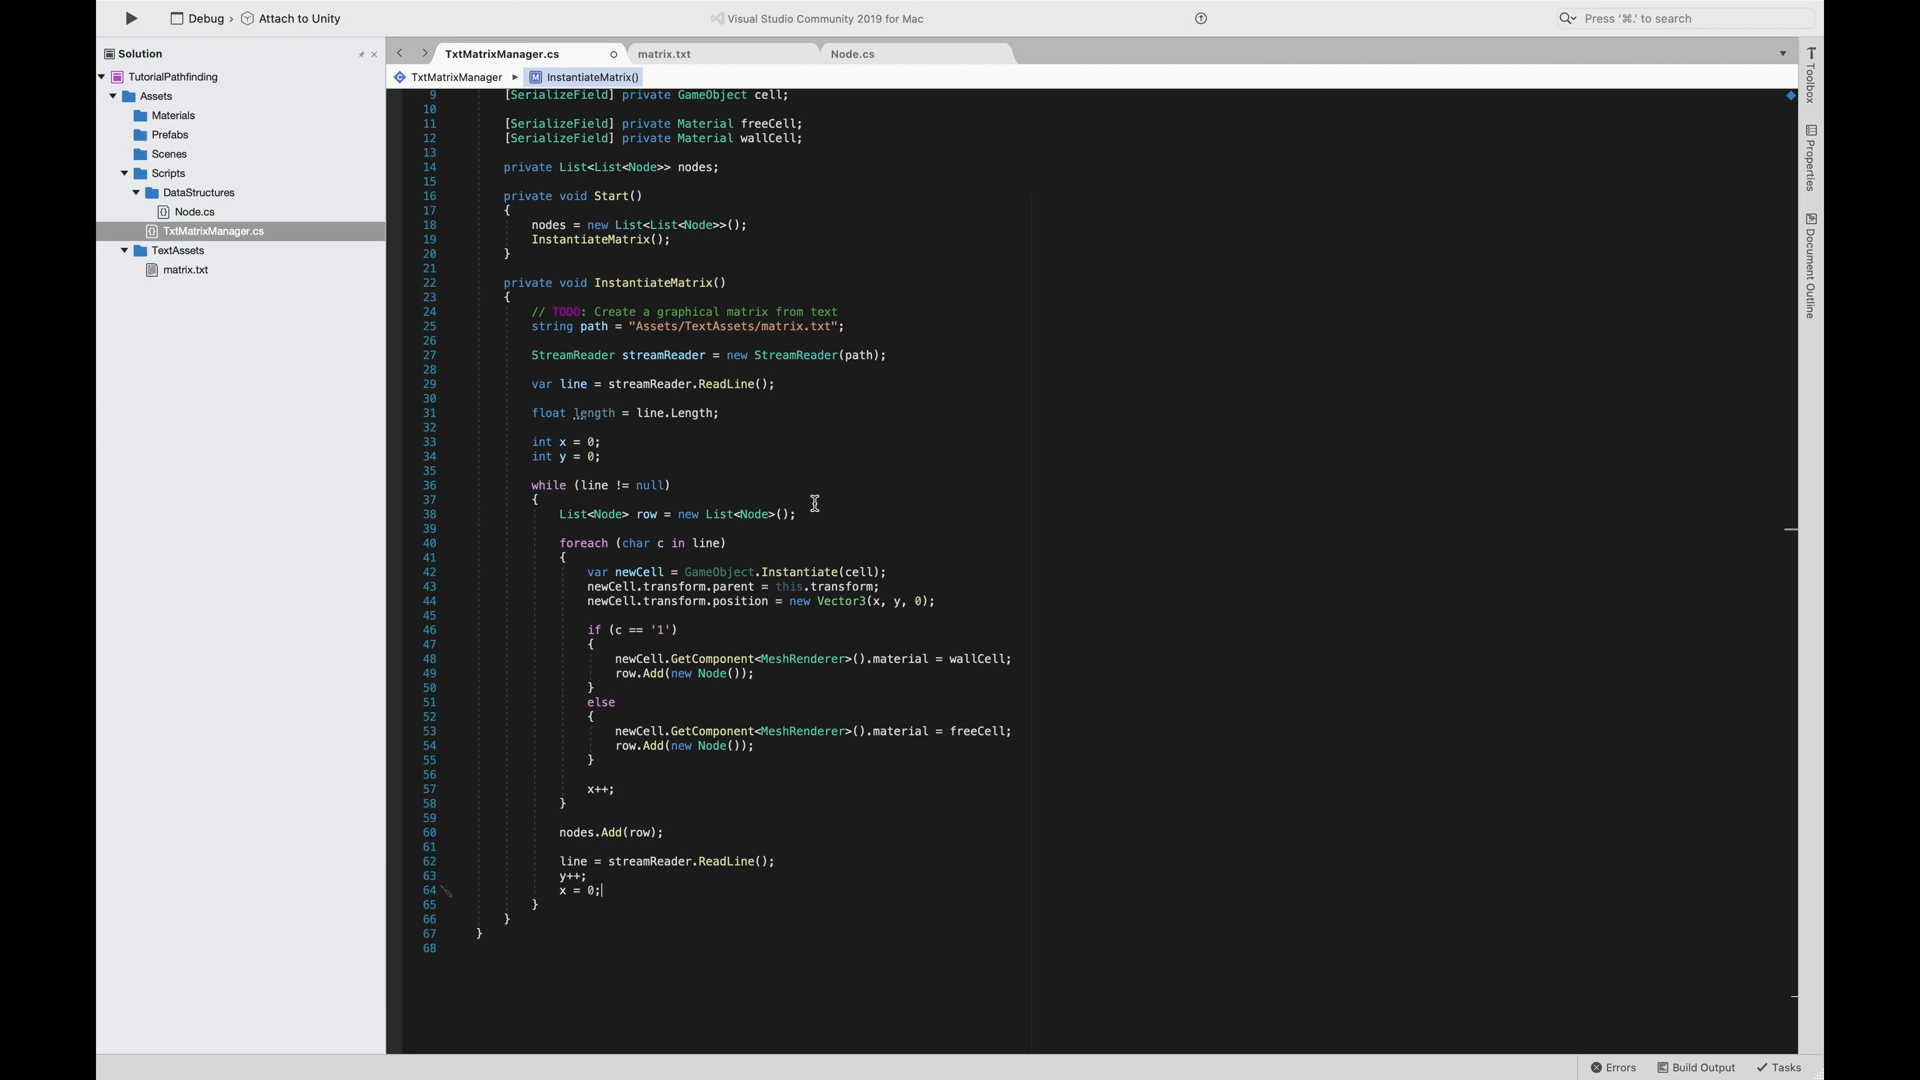 Debug › Attach to Unity
Visual Studio Community 2019 for Mac
Press '⌘.' to search
Solution
TutorialPathfinding
Assets
Materials
Prefabs
Scenes
Scripts
DataStructures
Node.cs
TxtMatrixManager.cs
TextAssets
matrix.txt
TxtMatrixManager.cs
matrix.txt
Node.cs
TxtMatrixManager
InstantiateMatrix()
9 [SerializeField] private GameObject cell;
10
11 [SerializeField] private Material freeCell;
12 [SerializeField] private Material wallCell;
13
14 private List<List<Node>> nodes;
15
16 private void Start()
17 {
18 nodes = new List<List<Node>>();
19 InstantiateMatrix();
20 }
21
22 private void InstantiateMatrix()
23 {
24 // TODO: Create a graphical matrix from text
25 string path = "Assets/TextAssets/matrix.txt";
26
27 StreamReader streamReader = new StreamReader(path);
28
29 var line = streamReader.ReadLine();
30
31 float length = line.Length;
32
33 int x = 0;
34 int y = 0;
35
36 while (line != null)
37 {
38 List<Node> row = new List<Node>();
39
40 foreach (char c in line)
41 {
42 var newCell = GameObject.Instantiate(cell);
43 newCell.transform.parent = this.transform;
44 newCell.transform.position = new Vector3(x, y, 0);
45
46 if (c == '1')
47 {
48 newCell.GetComponent<MeshRenderer>().material = wallCell;
49 row.Add(new Node());
50 }
51 else
52 {
53 newCell.GetComponent<MeshRenderer>().material = freeCell;
54 row.Add(new Node());
55 }
56
57 x++;
58 }
59
60 nodes.Add(row);
61
62 line = streamReader.ReadLine();
63 y++;
64 x = 0;
65 }
66 }
67 }
68
Toolbox
Properties
Document Outline
Errors
Build Output
Tasks